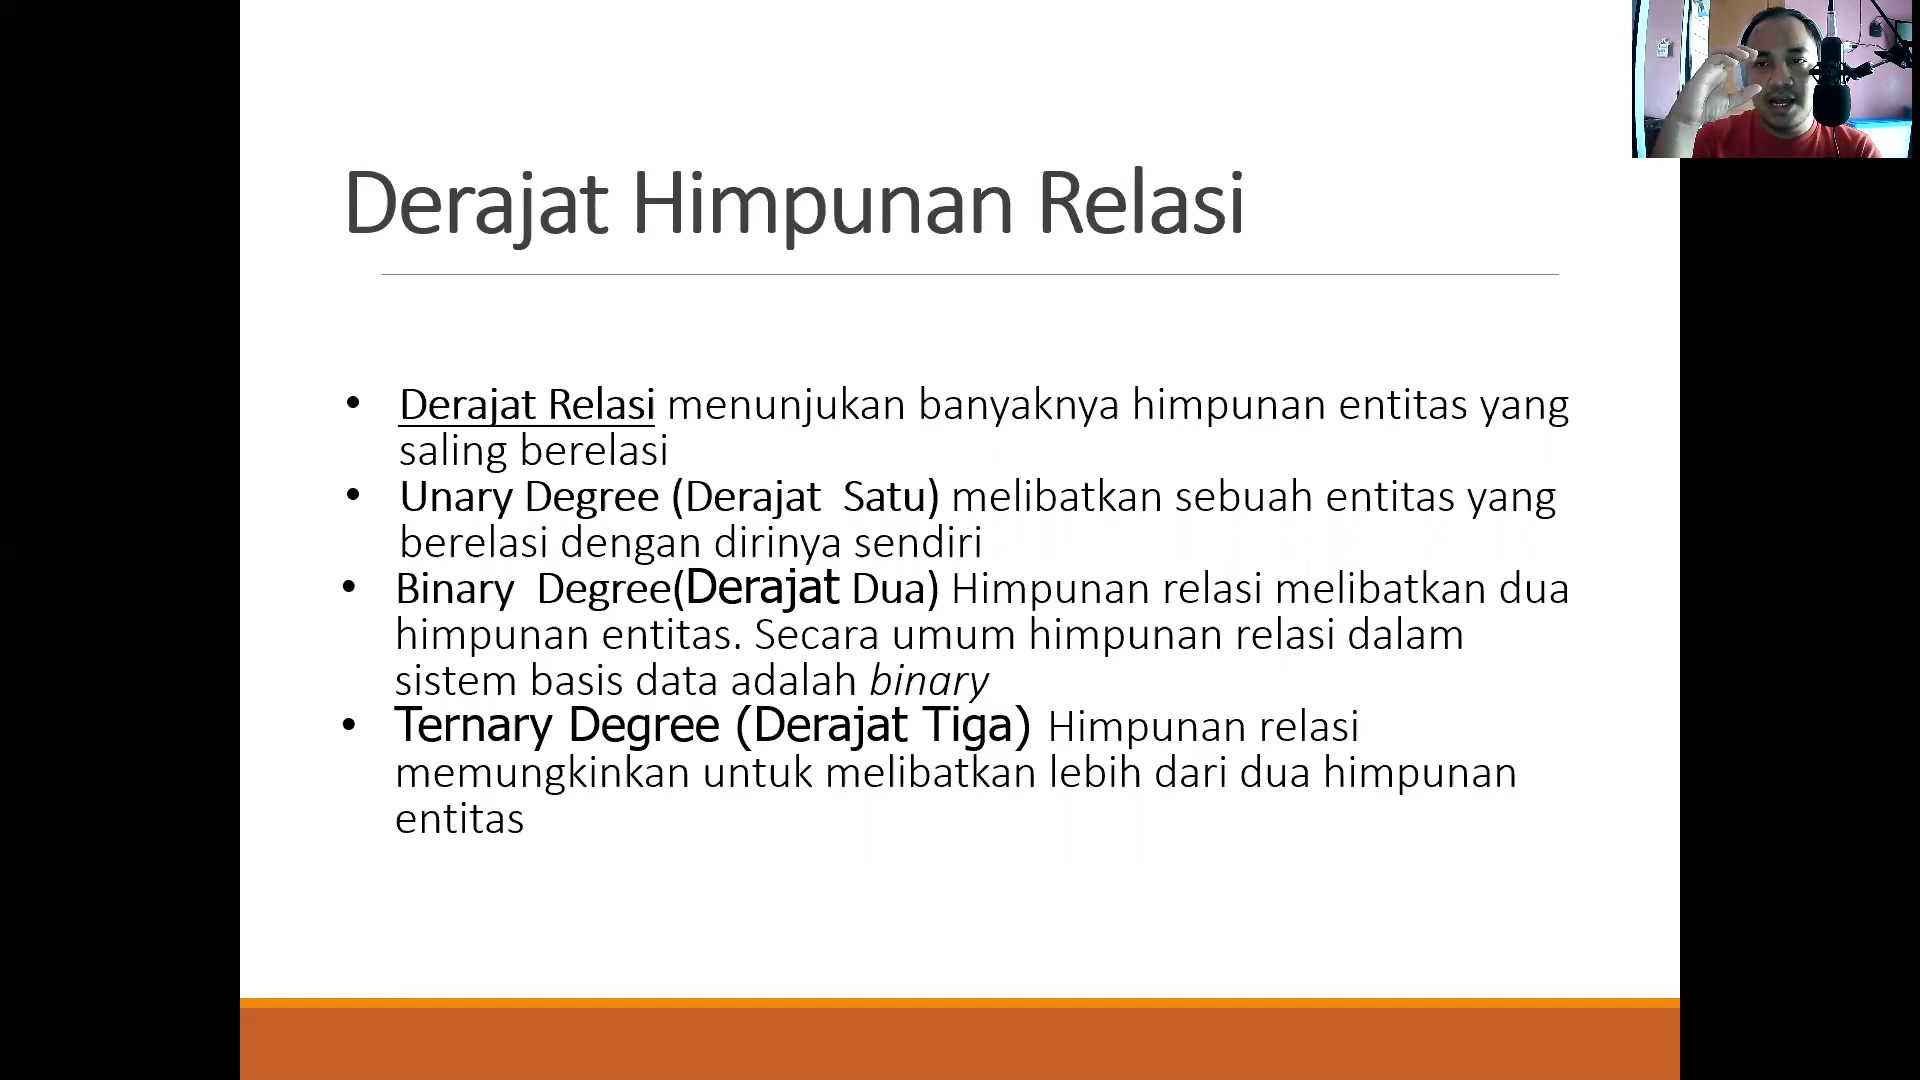 Derajat Himpunan Relasi
• Derajat Relasi menunjukan banyaknya himpunan entitas yang
saling berelasi
• Unary Degree (Derajat Satu) melibatkan sebuah entitas yang
berelasi dengan dirinya sendiri
• Binary Degree(Derajat Dua) Himpunan relasi melibatkan dua
himpunan entitas. Secara umum himpunan relasi dalam
sistem basis data adalah binary
• Ternary Degree (Derajat Tiga) Himpunan relasi
memungkinkan untuk melibatkan lebih dari dua himpunan
entitas